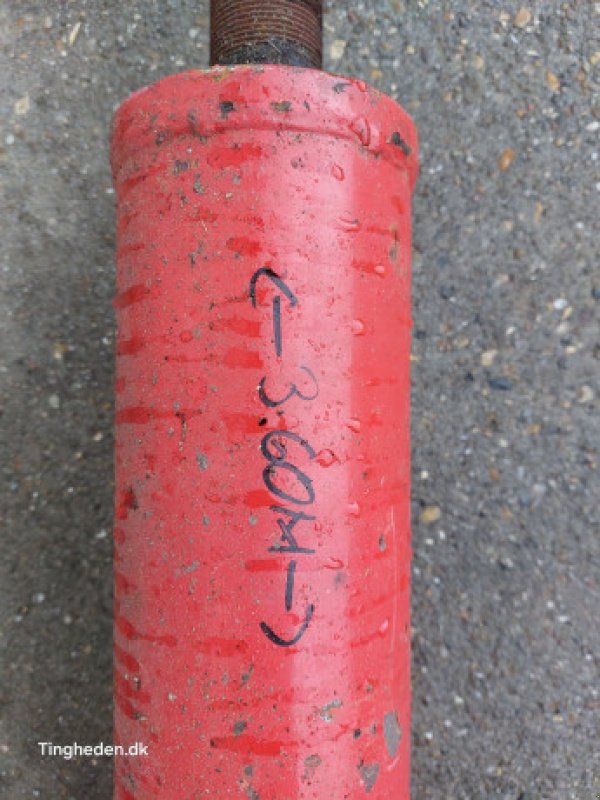 <- 3.60M ->
Tingheden.dk